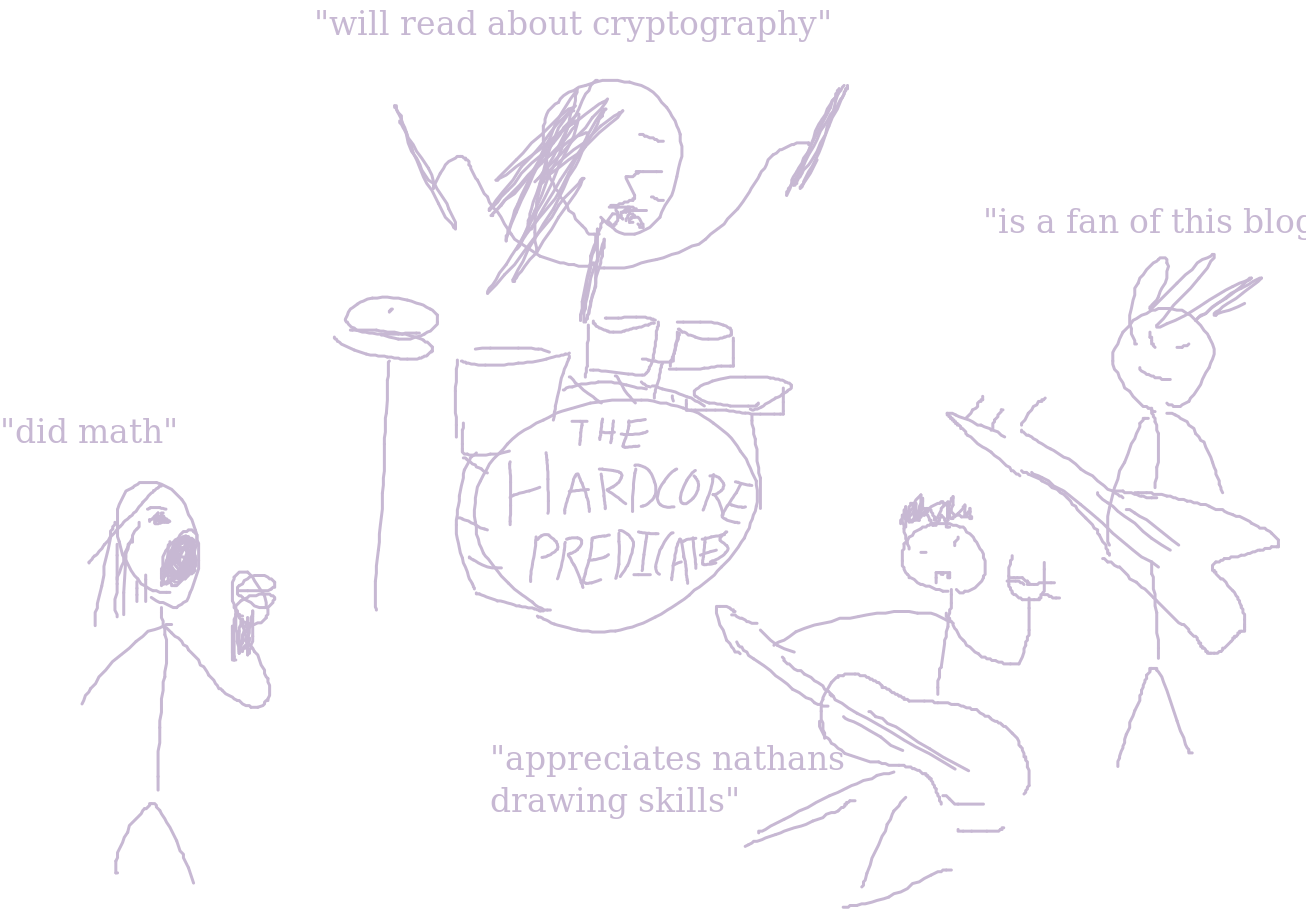 "will read about cryptography"
"is a fan of this blog
"did math"
THE
HARDCORE
PREDICATES
"appreciates nathans
drawing skills"